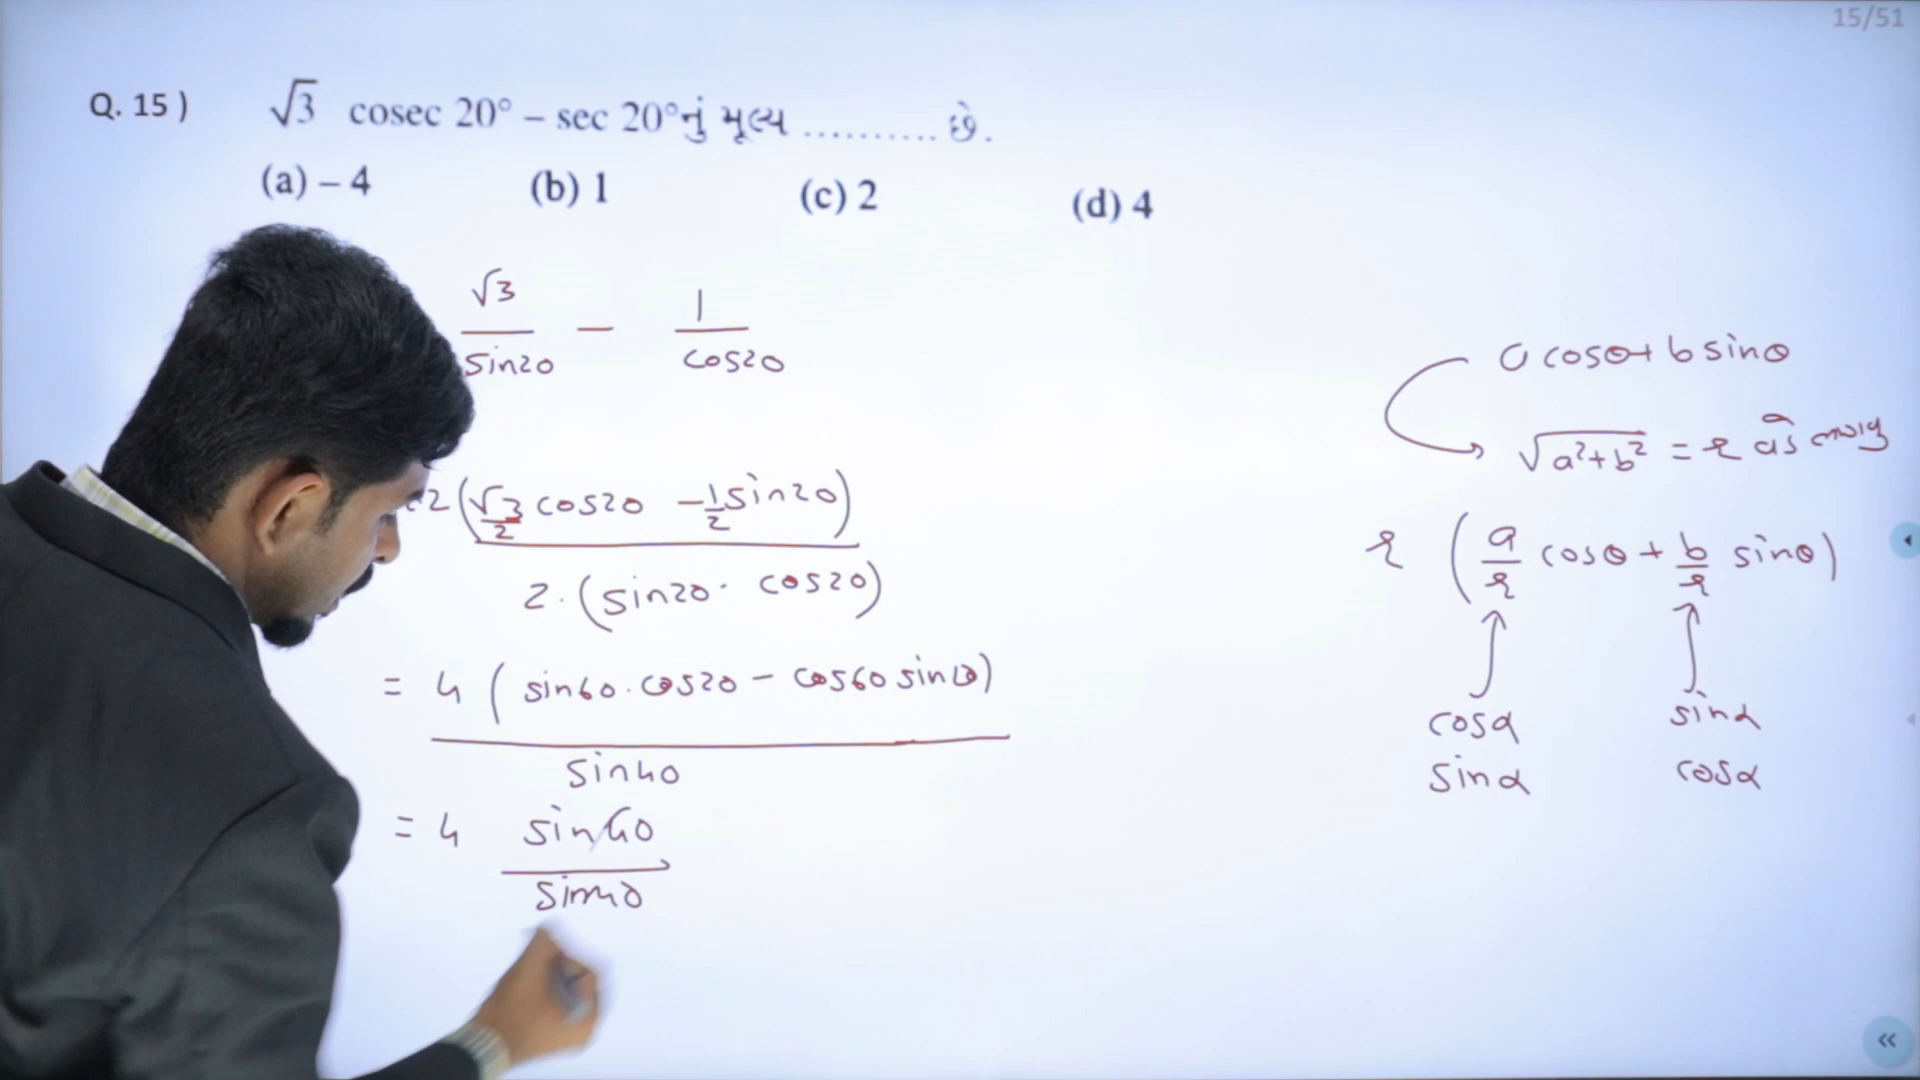 15/51
Q. 15 ) √3 cosec 20° – sec 20°નું મૂલ્ય .......... છે.
(a) – 4 (b) 1 (c) 2 (d) 4
√3/sin20 – 1/cos20
2(√3/2 cos20 – 1/2 sin20)
2·(sin20· cos20)
= 4 ( sin60·cos20 – cos60 sin20)
sin40
= 4 sin40
sin40
a cosθ + b sinθ
√a²+b² = r
r ( a/r cosθ + b/r sinθ)
cosα sinα
sinα cosα